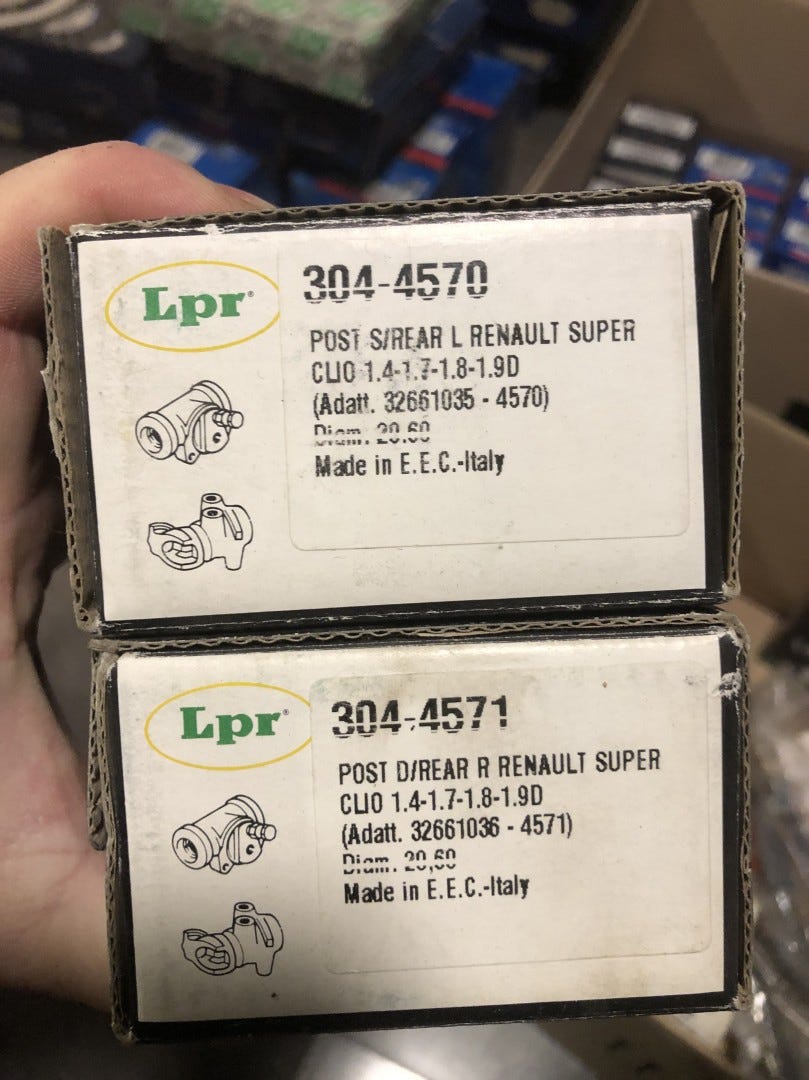 Lpr®
304-4570
POST S/REAR L RENAULT SUPER
CLIO 1.4-1.7-1.8-1.9D
(Adatt. 32661035 - 4570)
Diam. 20.60
Made in E.E.C.-Italy
Lpr®
304-4571
POST D/REAR R RENAULT SUPER
CLIO 1.4-1.7-1.8-1.9D
(Adatt. 32661036 - 4571)
Diam. 20,60
Made in E.E.C.-Italy